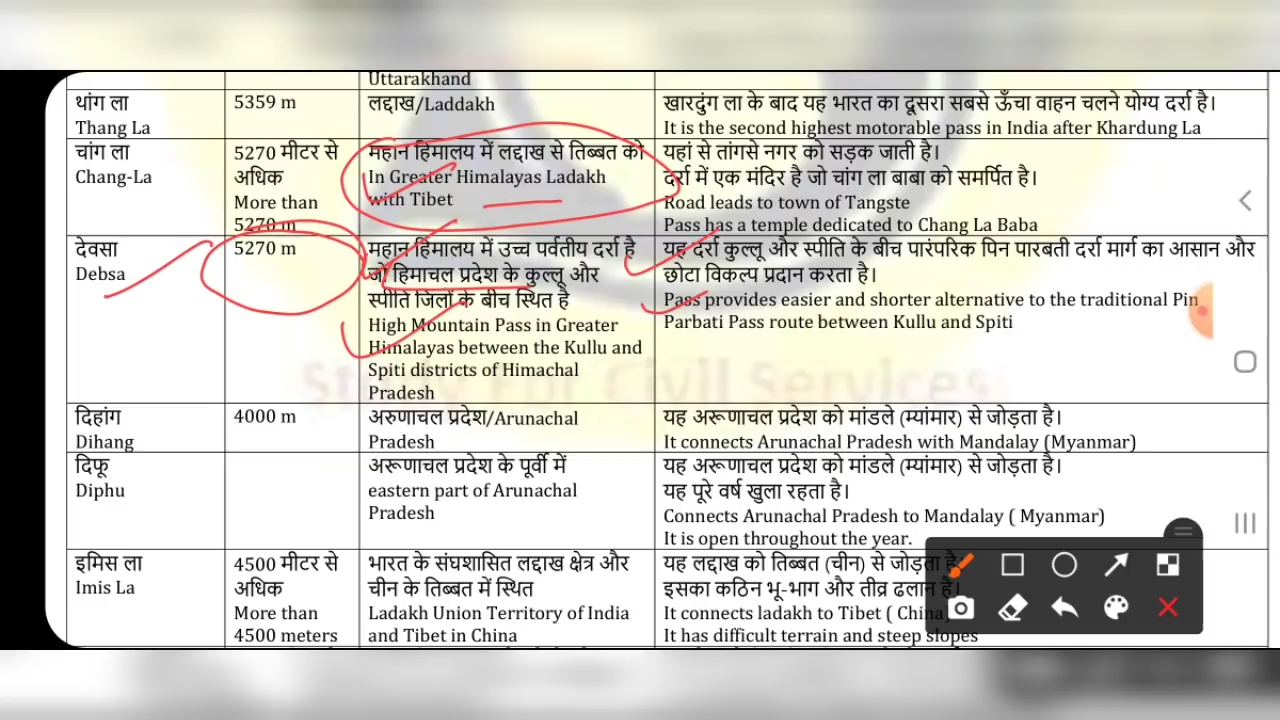 Uttarakhand
थांग ला
Thang La
5359 m
लद्दाख/Laddakh
खारदुंग ला के बाद यह भारत का दूसरा सबसे ऊँचा वाहन चलने योग्य दर्रा है।
It is the second highest motorable pass in India after Khardung La
चांग ला
Chang-La
5270 मीटर से
अधिक
More than
5270 m
महान हिमालय में लद्दाख से तिब्बत को
In Greater Himalayas Ladakh
with Tibet
यहां से तांगसे नगर को सड़क जाती है।
दर्रा में एक मंदिर है जो चांग ला बाबा को समर्पित है।
Road leads to town of Tangste
Pass has a temple dedicated to Chang La Baba
देवसा
Debsa
5270 m
महान हिमालय में उच्च पर्वतीय दर्रा है
जो हिमाचल प्रदेश के कुल्लू और
स्पीति जिलों के बीच स्थित है
High Mountain Pass in Greater
Himalayas between the Kullu and
Spiti districts of Himachal
Pradesh
यह दर्रा कुल्लू और स्पीति के बीच पारंपरिक पिन पारबती दर्रा मार्ग का आसान और
छोटा विकल्प प्रदान करता है।
Pass provides easier and shorter alternative to the traditional Pin
Parbati Pass route between Kullu and Spiti
Study For Civil Services
दिहांग
Dihang
4000 m
अरुणाचल प्रदेश/Arunachal
Pradesh
यह अरूणाचल प्रदेश को मांडले (म्यांमार) से जोड़ता है।
It connects Arunachal Pradesh with Mandalay (Myanmar)
दिफू
Diphu
अरूणाचल प्रदेश के पूर्वी में
eastern part of Arunachal
Pradesh
यह अरूणाचल प्रदेश को मांडले (म्यांमार) से जोड़ता है।
यह पूरे वर्ष खुला रहता है।
Connects Arunachal Pradesh to Mandalay ( Myanmar)
It is open throughout the year.
इमिस ला
Imis La
4500 मीटर से
अधिक
More than
4500 meters
भारत के संघशासित लद्दाख क्षेत्र और
चीन के तिब्बत में स्थित
Ladakh Union Territory of India
and Tibet in China
यह लद्दाख को तिब्बत (चीन) से जोड़ता है।
इसका कठिन भू-भाग और तीव्र ढलान है।
It connects ladakh to Tibet ( China)
It has difficult terrain and steep slopes